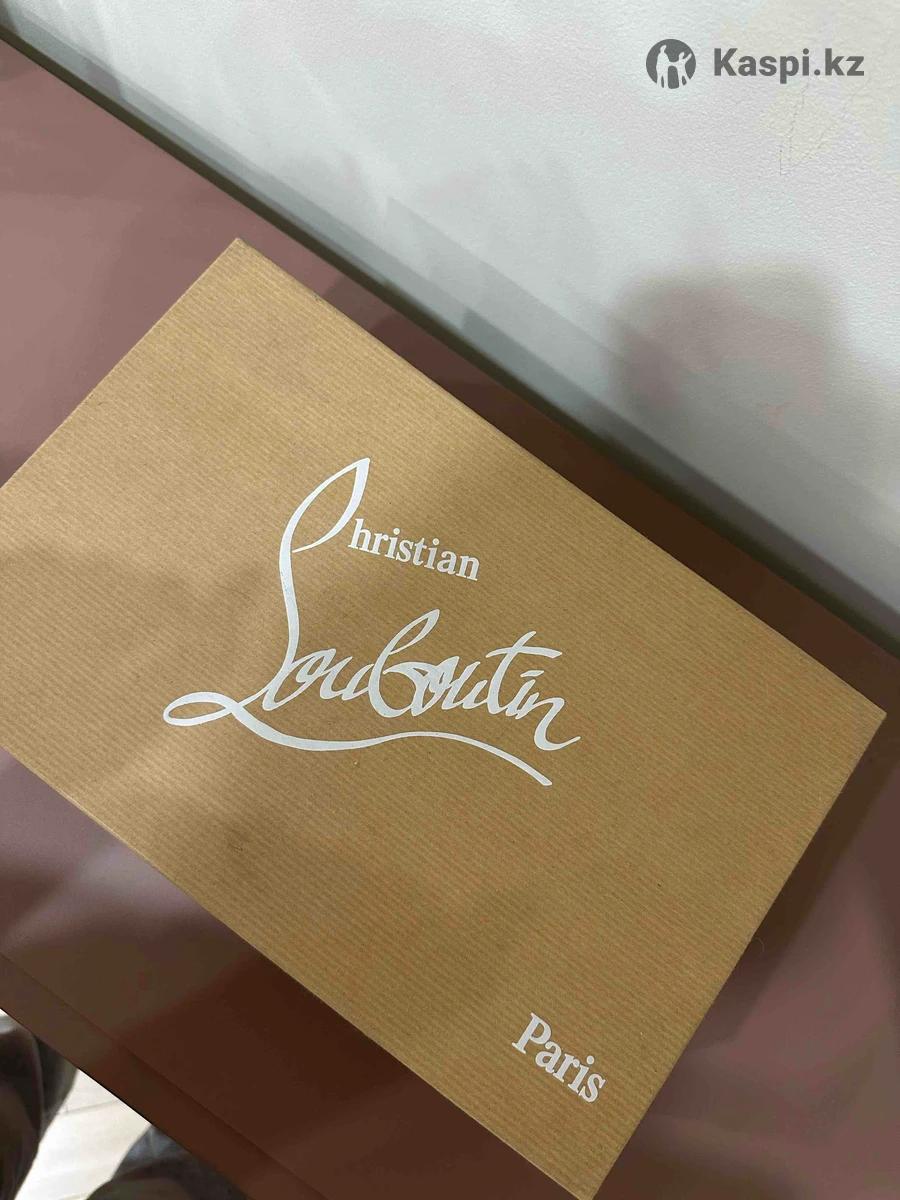 Kaspi.kz
Christian
Louboutin
Paris